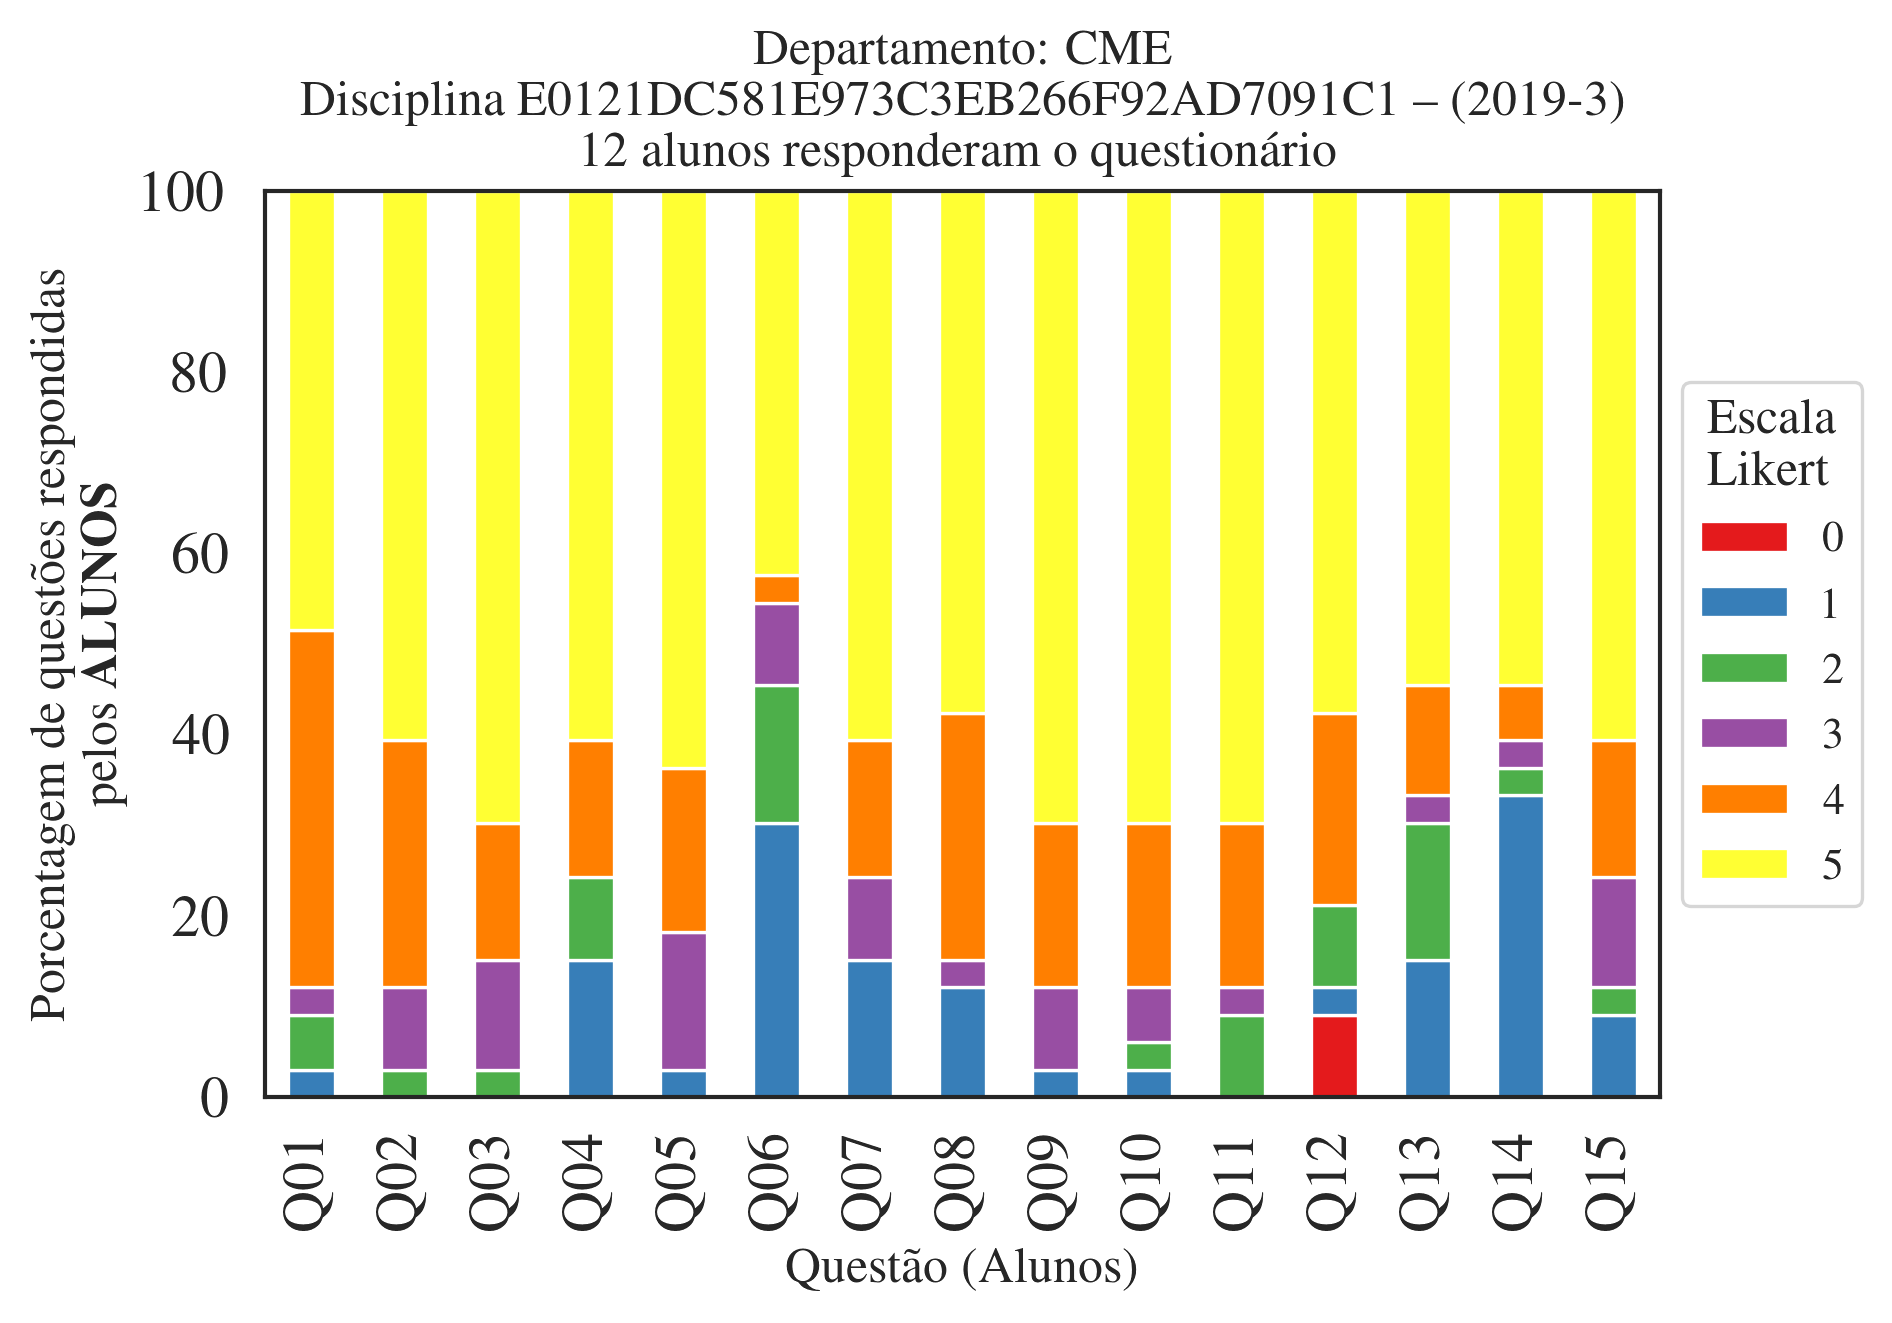 Departamento: CME
Disciplina E0121DC581E973C3EB266F92AD7091C1 – (2019-3)
12 alunos responderam o questionário
Porcentagem de questões respondidas
pelos ALUNOS
100
80
60
40
20
0
Q01
Q02
Q03
Q04
Q05
Q06
Q07
Q08
Q09
Q10
Q11
Q12
Q13
Q14
Q15
Questão (Alunos)
Escala
Likert
0
1
2
3
4
5